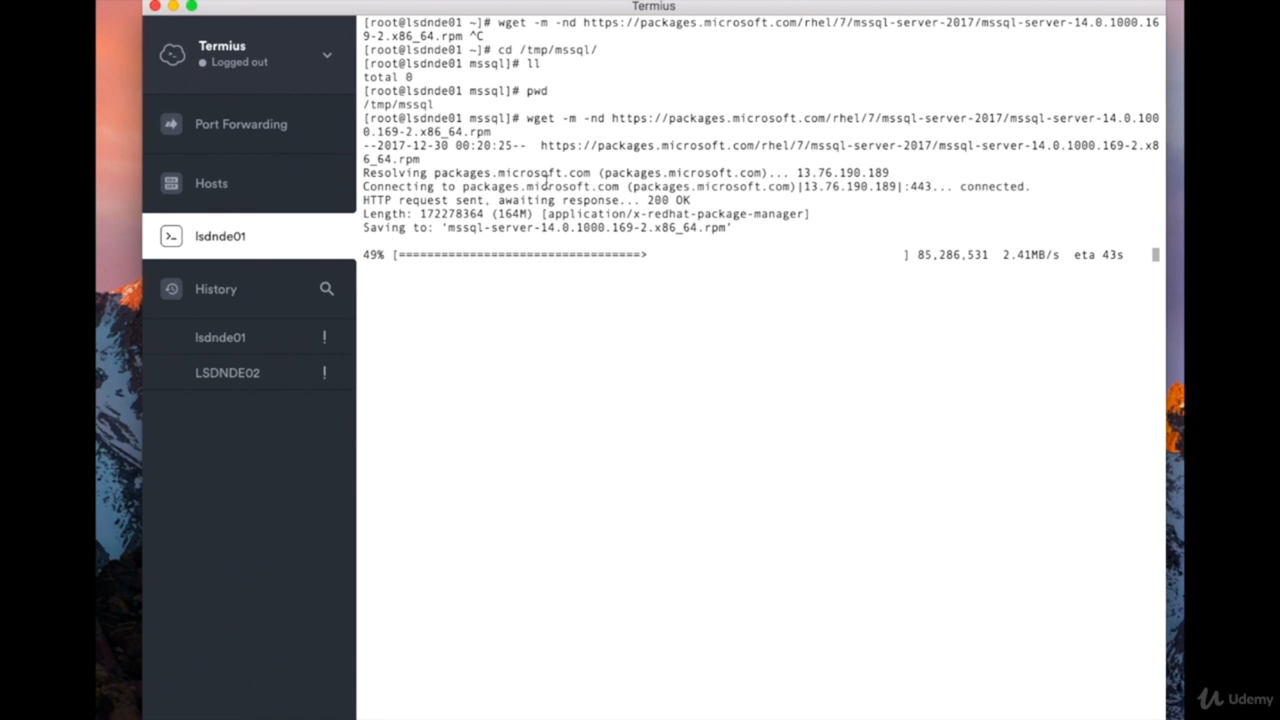 Termius
Termius
Logged out
Port Forwarding
Hosts
lsdnde01
History
lsdnde01 !
LSDNDE02 !
[root@lsdnde01 ~]# wget -m -nd https://packages.microsoft.com/rhel/7/mssql-server-2017/mssql-server-14.0.1000.16
9-2.x86_64.rpm ^C
[root@lsdnde01 ~]# cd /tmp/mssql/
[root@lsdnde01 mssql]# ll
total 0
[root@lsdnde01 mssql]# pwd
/tmp/mssql
[root@lsdnde01 mssql]# wget -m -nd https://packages.microsoft.com/rhel/7/mssql-server-2017/mssql-server-14.0.100
0.169-2.x86_64.rpm
--2017-12-30 00:20:25-- https://packages.microsoft.com/rhel/7/mssql-server-2017/mssql-server-14.0.1000.169-2.x8
6_64.rpm
Resolving packages.microsoft.com (packages.microsoft.com)... 13.76.190.189
Connecting to packages.microsoft.com (packages.microsoft.com)|13.76.190.189|:443... connected.
HTTP request sent, awaiting response... 200 OK
Length: 172278364 (164M) [application/x-redhat-package-manager]
Saving to: 'mssql-server-14.0.1000.169-2.x86_64.rpm'
49% [==================================> ] 85,286,531 2.41MB/s eta 43s
Udemy